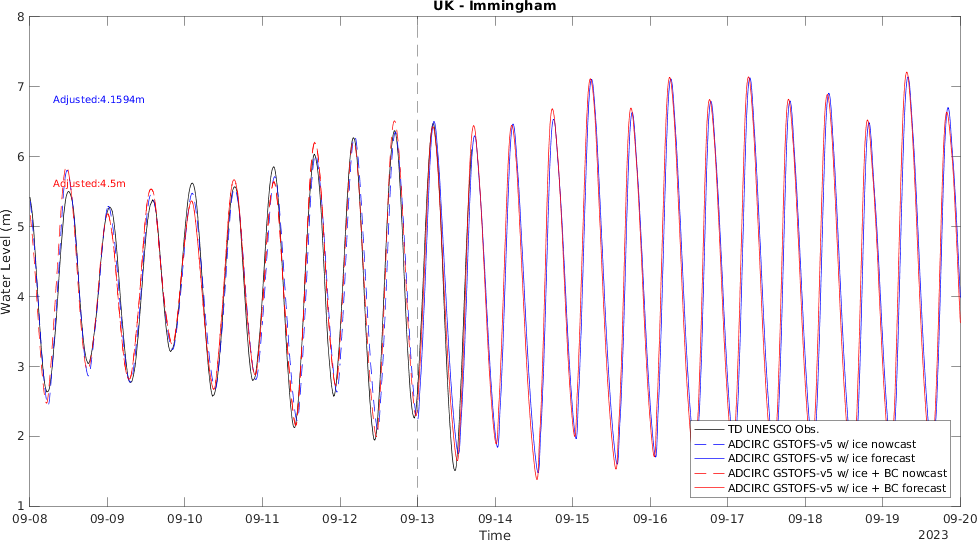 UK - Immingham
8
7
6
5
4
3
2
1
Water Level (m)
Adjusted:4.1594m
Adjusted:4.5m
TD UNESCO Obs.
ADCIRC GSTOFS-v5 w/ ice nowcast
ADCIRC GSTOFS-v5 w/ ice forecast
ADCIRC GSTOFS-v5 w/ ice + BC nowcast
ADCIRC GSTOFS-v5 w/ ice + BC forecast
09-08 09-09 09-10 09-11 09-12 09-13 09-14 09-15 09-16 09-17 09-18 09-19 09-20
Time
2023